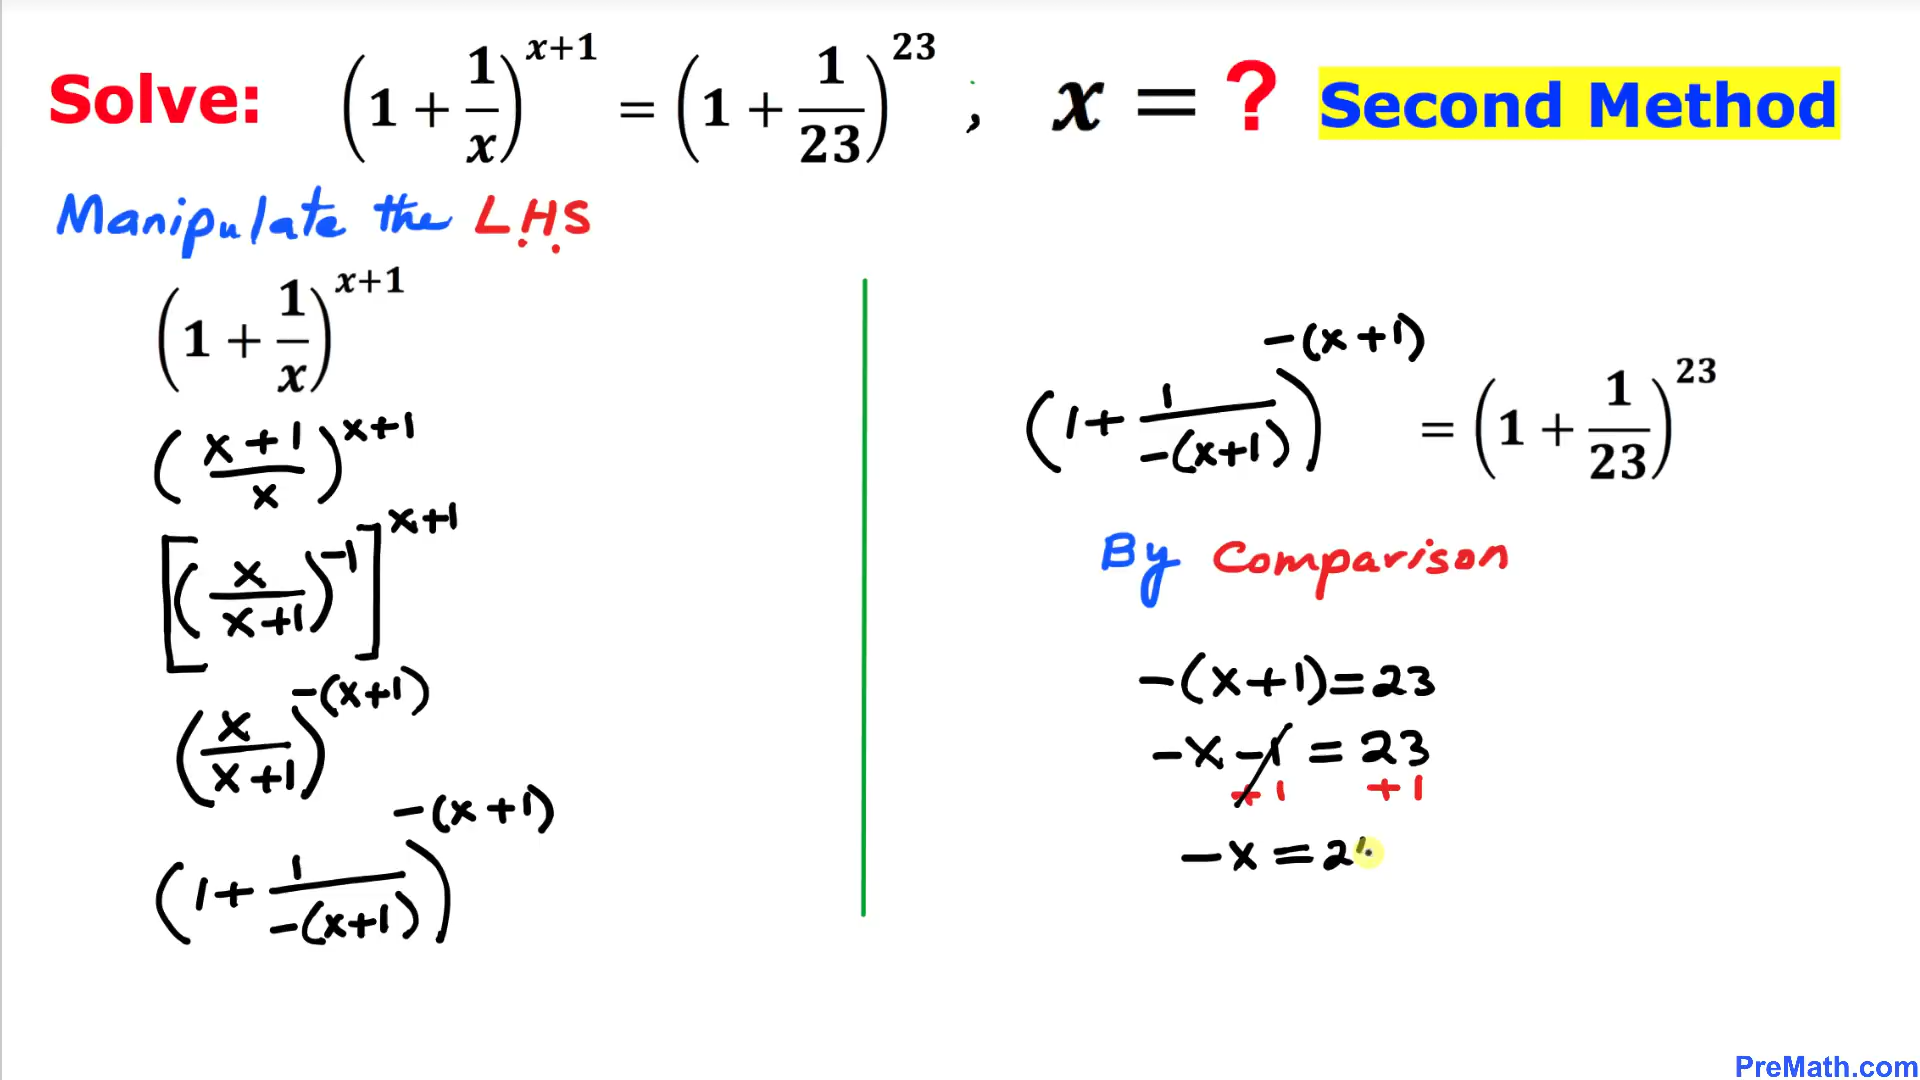 Solve: (1 + 1/x)^(x+1) = (1 + 1/23)^23 , x = ? Second Method
Manipulate the LHS
(1 + 1/x)^(x+1)
((x+1)/x)^(x+1)
[(x/(x+1))^-1]^(x+1)
(x/(x+1))^-(x+1)
(1 + 1/-(x+1))^-(x+1)
(1 + 1/-(x+1))^-(x+1) = (1 + 1/23)^23
By Comparison
-(x+1) = 23
-x -1 = 23
+1 +1
-x = 2
PreMath.com